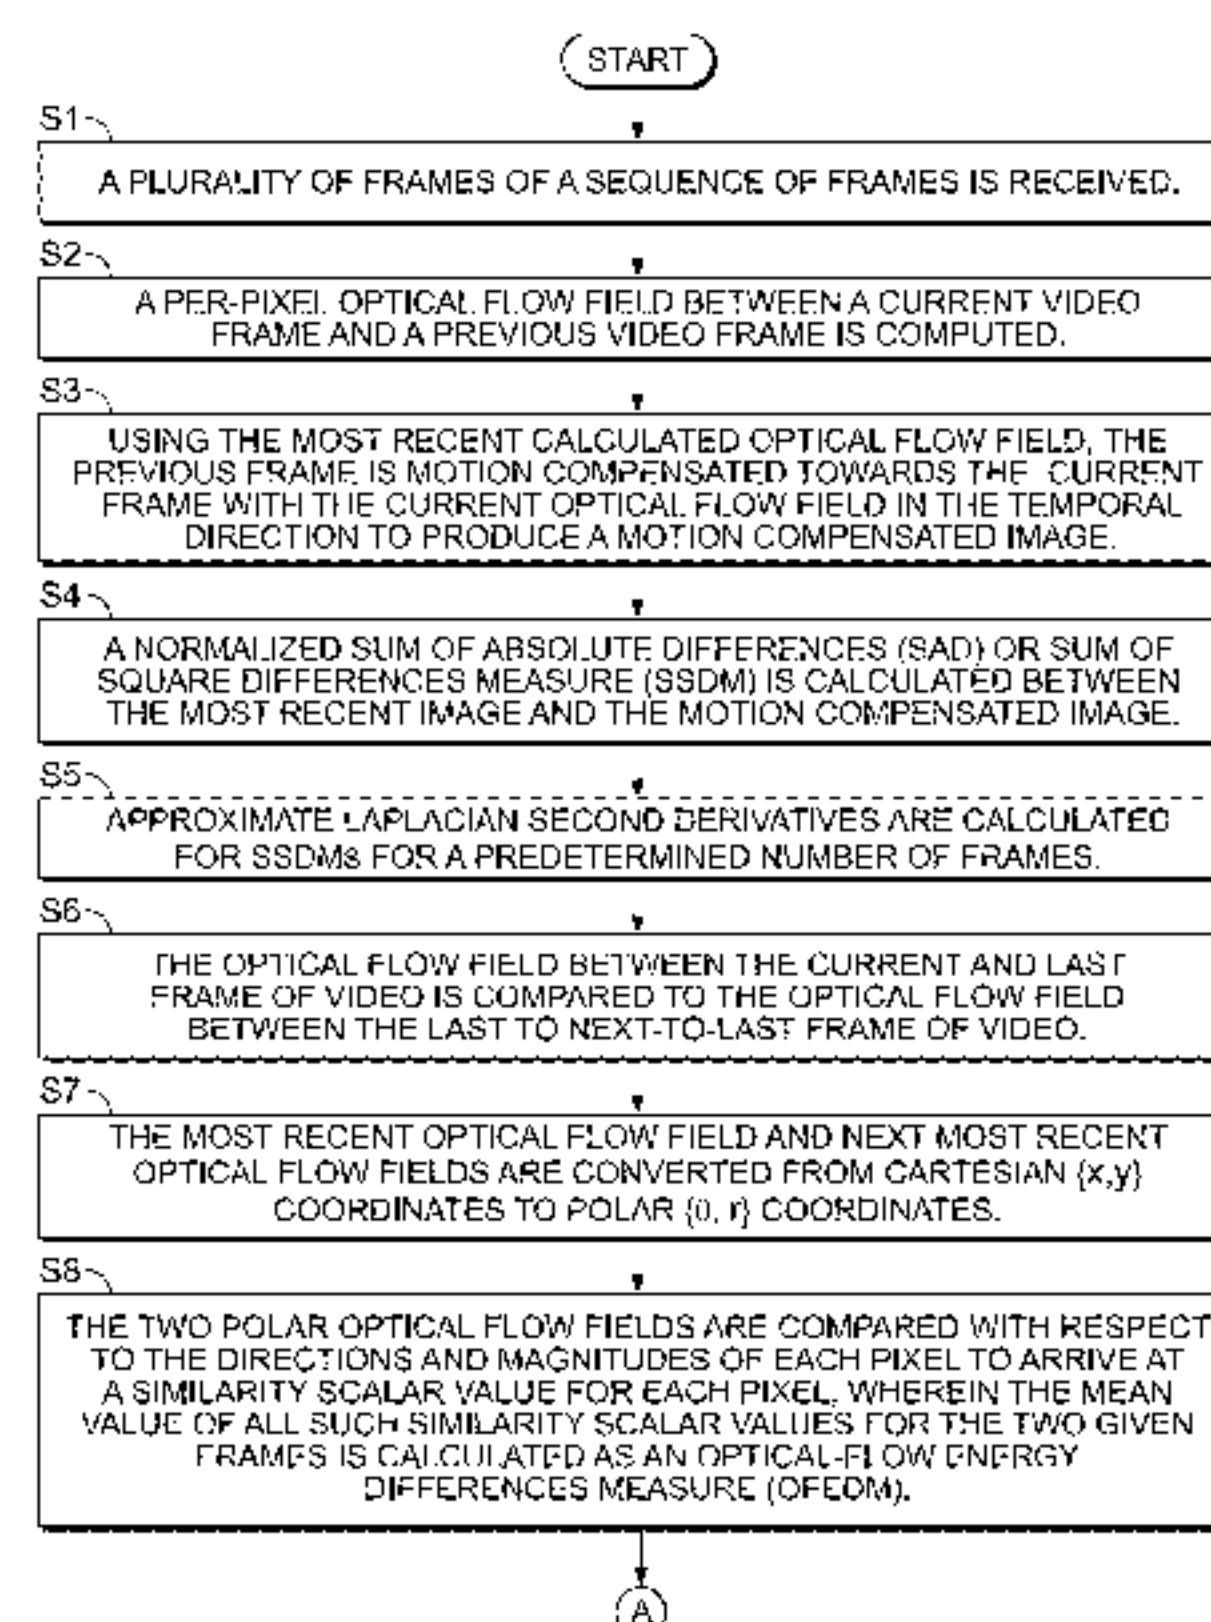 START
S1
A PLURALITY OF FRAMES OF A SEQUENCE OF FRAMES IS RECEIVED.
S2
A PER-PIXEL OPTICAL FLOW FIELD BETWEEN A CURRENT VIDEO
FRAME AND A PREVIOUS VIDEO FRAME IS COMPUTED.
S3
USING THE MOST RECENT CALCULATED OPTICAL FLOW FIELD, THE
PREVIOUS FRAME IS MOTION COMPENSATED TOWARDS THE CURRENT
FRAME WITH THE CURRENT OPTICAL FLOW FIELD IN THE TEMPORAL
DIRECTION TO PRODUCE A MOTION COMPENSATED IMAGE.
S4
A NORMALIZED SUM OF ABSOLUTE DIFFERENCES (SAD) OR SUM OF
SQUARE DIFFERENCES MEASURE (SSDM) IS CALCULATED BETWEEN
THE MOST RECENT IMAGE AND THE MOTION COMPENSATED IMAGE.
S5
APPROXIMATE LAPLACIAN SECOND DERIVATIVES ARE CALCULATED
FOR SSDMs FOR A PREDETERMINED NUMBER OF FRAMES.
S6
THE OPTICAL FLOW FIELD BETWEEN THE CURRENT AND LAST
FRAME OF VIDEO IS COMPARED TO THE OPTICAL FLOW FIELD
BETWEEN THE LAST TO NEXT-TO-LAST FRAME OF VIDEO.
S7
THE MOST RECENT OPTICAL FLOW FIELD AND NEXT MOST RECENT
OPTICAL FLOW FIELDS ARE CONVERTED FROM CARTESIAN {x,y}
COORDINATES TO POLAR {θ, r} COORDINATES.
S8
THE TWO POLAR OPTICAL FLOW FIELDS ARE COMPARED WITH RESPECT
TO THE DIRECTIONS AND MAGNITUDES OF EACH PIXEL TO ARRIVE AT
A SIMILARITY SCALAR VALUE FOR EACH PIXEL, WHEREIN THE MEAN
VALUE OF ALL SUCH SIMILARITY SCALAR VALUES FOR THE TWO GIVEN
FRAMES IS CALCULATED AS AN OPTICAL-FLOW ENERGY
DIFFERENCES MEASURE (OFEDM).
A